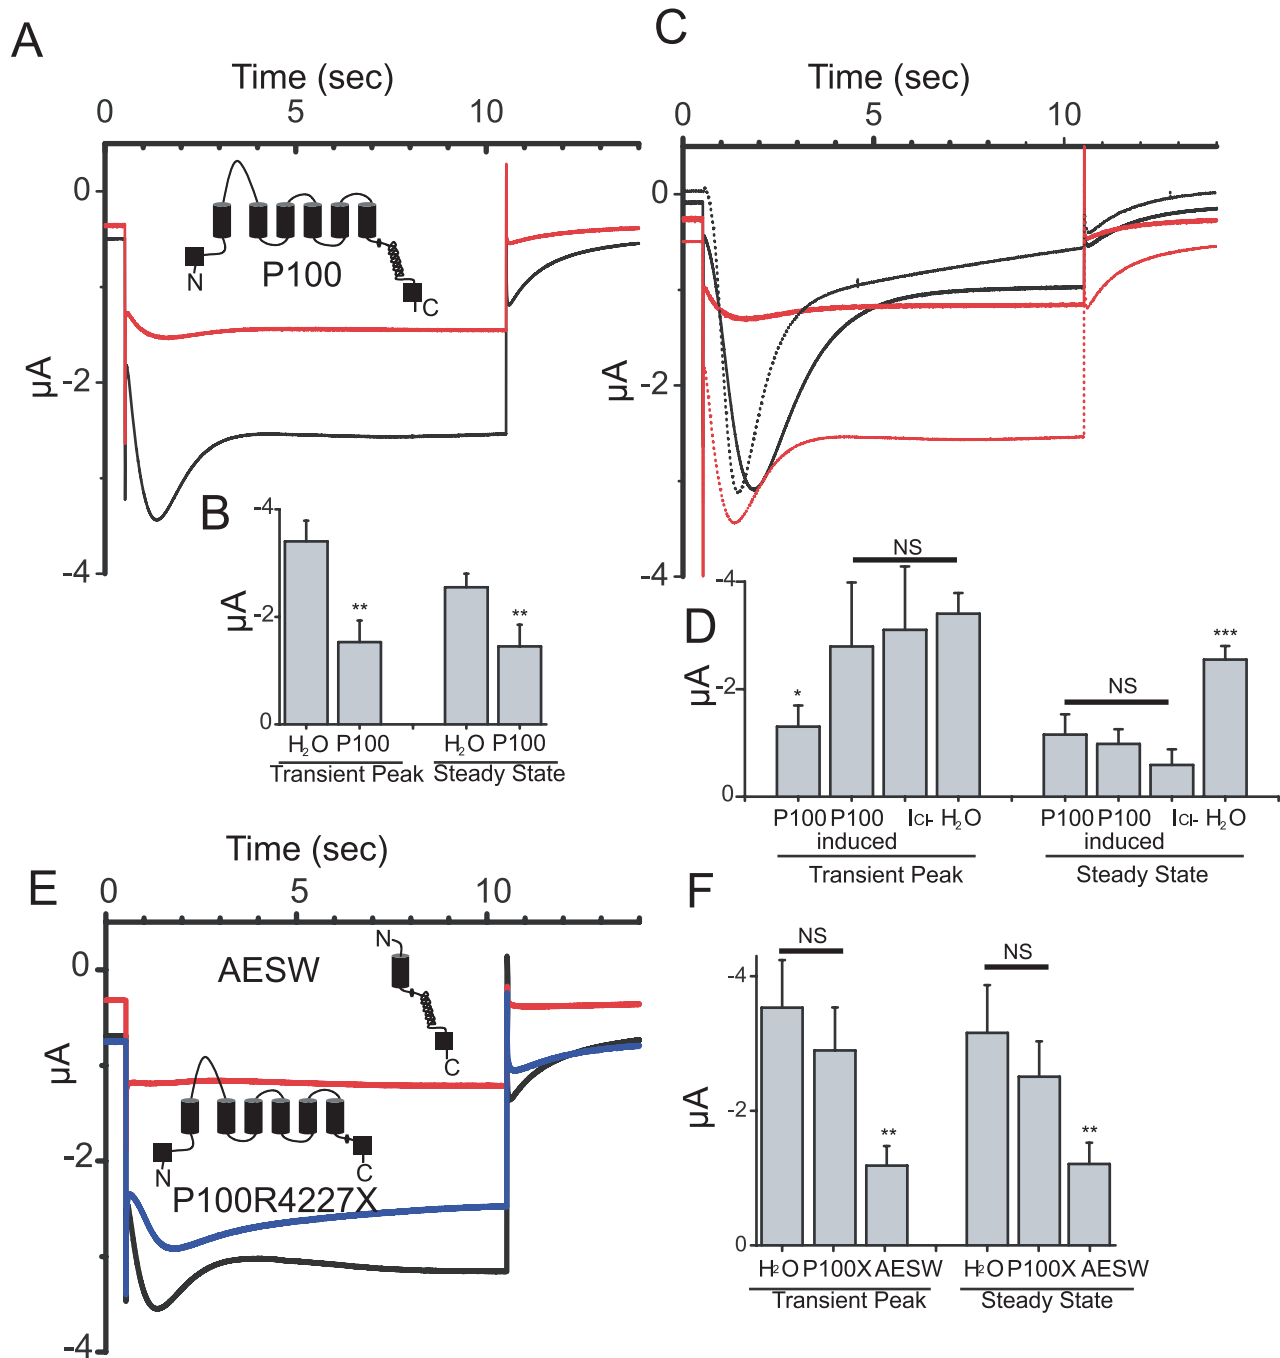 A
Time (sec)
0 5 10
0
-2
-4
µA
N
P100
C
B
-4
-2
0
µA
H2O P100 H2O P100
Transient Peak Steady State
** **
C
Time (sec)
0 5 10
0
-2
-4
µA
D
-4
-2
0
µA
* NS NS ***
P100 P100 ICl- H2O P100 P100 ICl- H2O
induced induced
Transient Peak Steady State
E
Time (sec)
0 5 10
0
-2
-4
µA
AESW
N
C
N
C
P100R4227X
F
-4
-2
0
µA
NS ** NS **
H2O P100X AESW H2O P100X AESW
Transient Peak Steady State